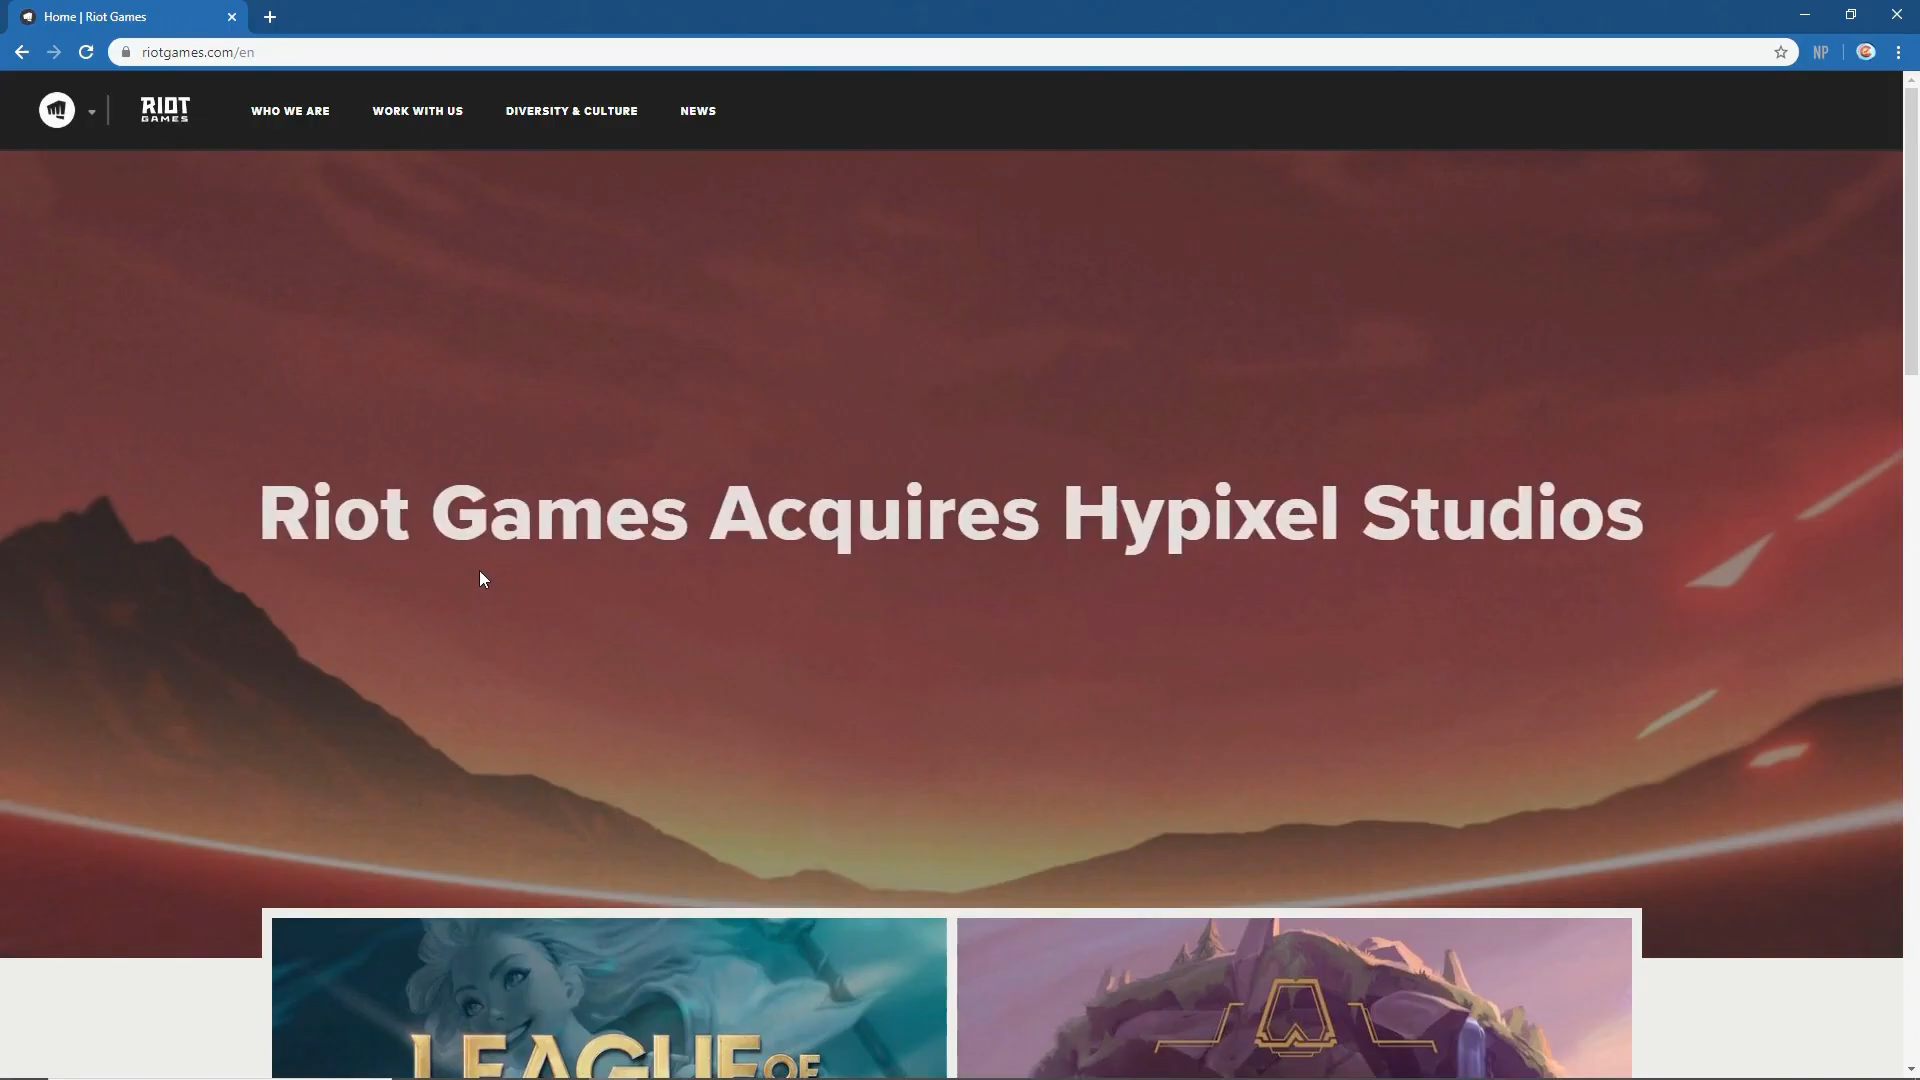 Home | Riot Games
riotgames.com/en
NP
RIOT
GAMES
WHO WE ARE
WORK WITH US
DIVERSITY & CULTURE
NEWS
Riot Games Acquires Hypixel Studios
LEAGUE OF